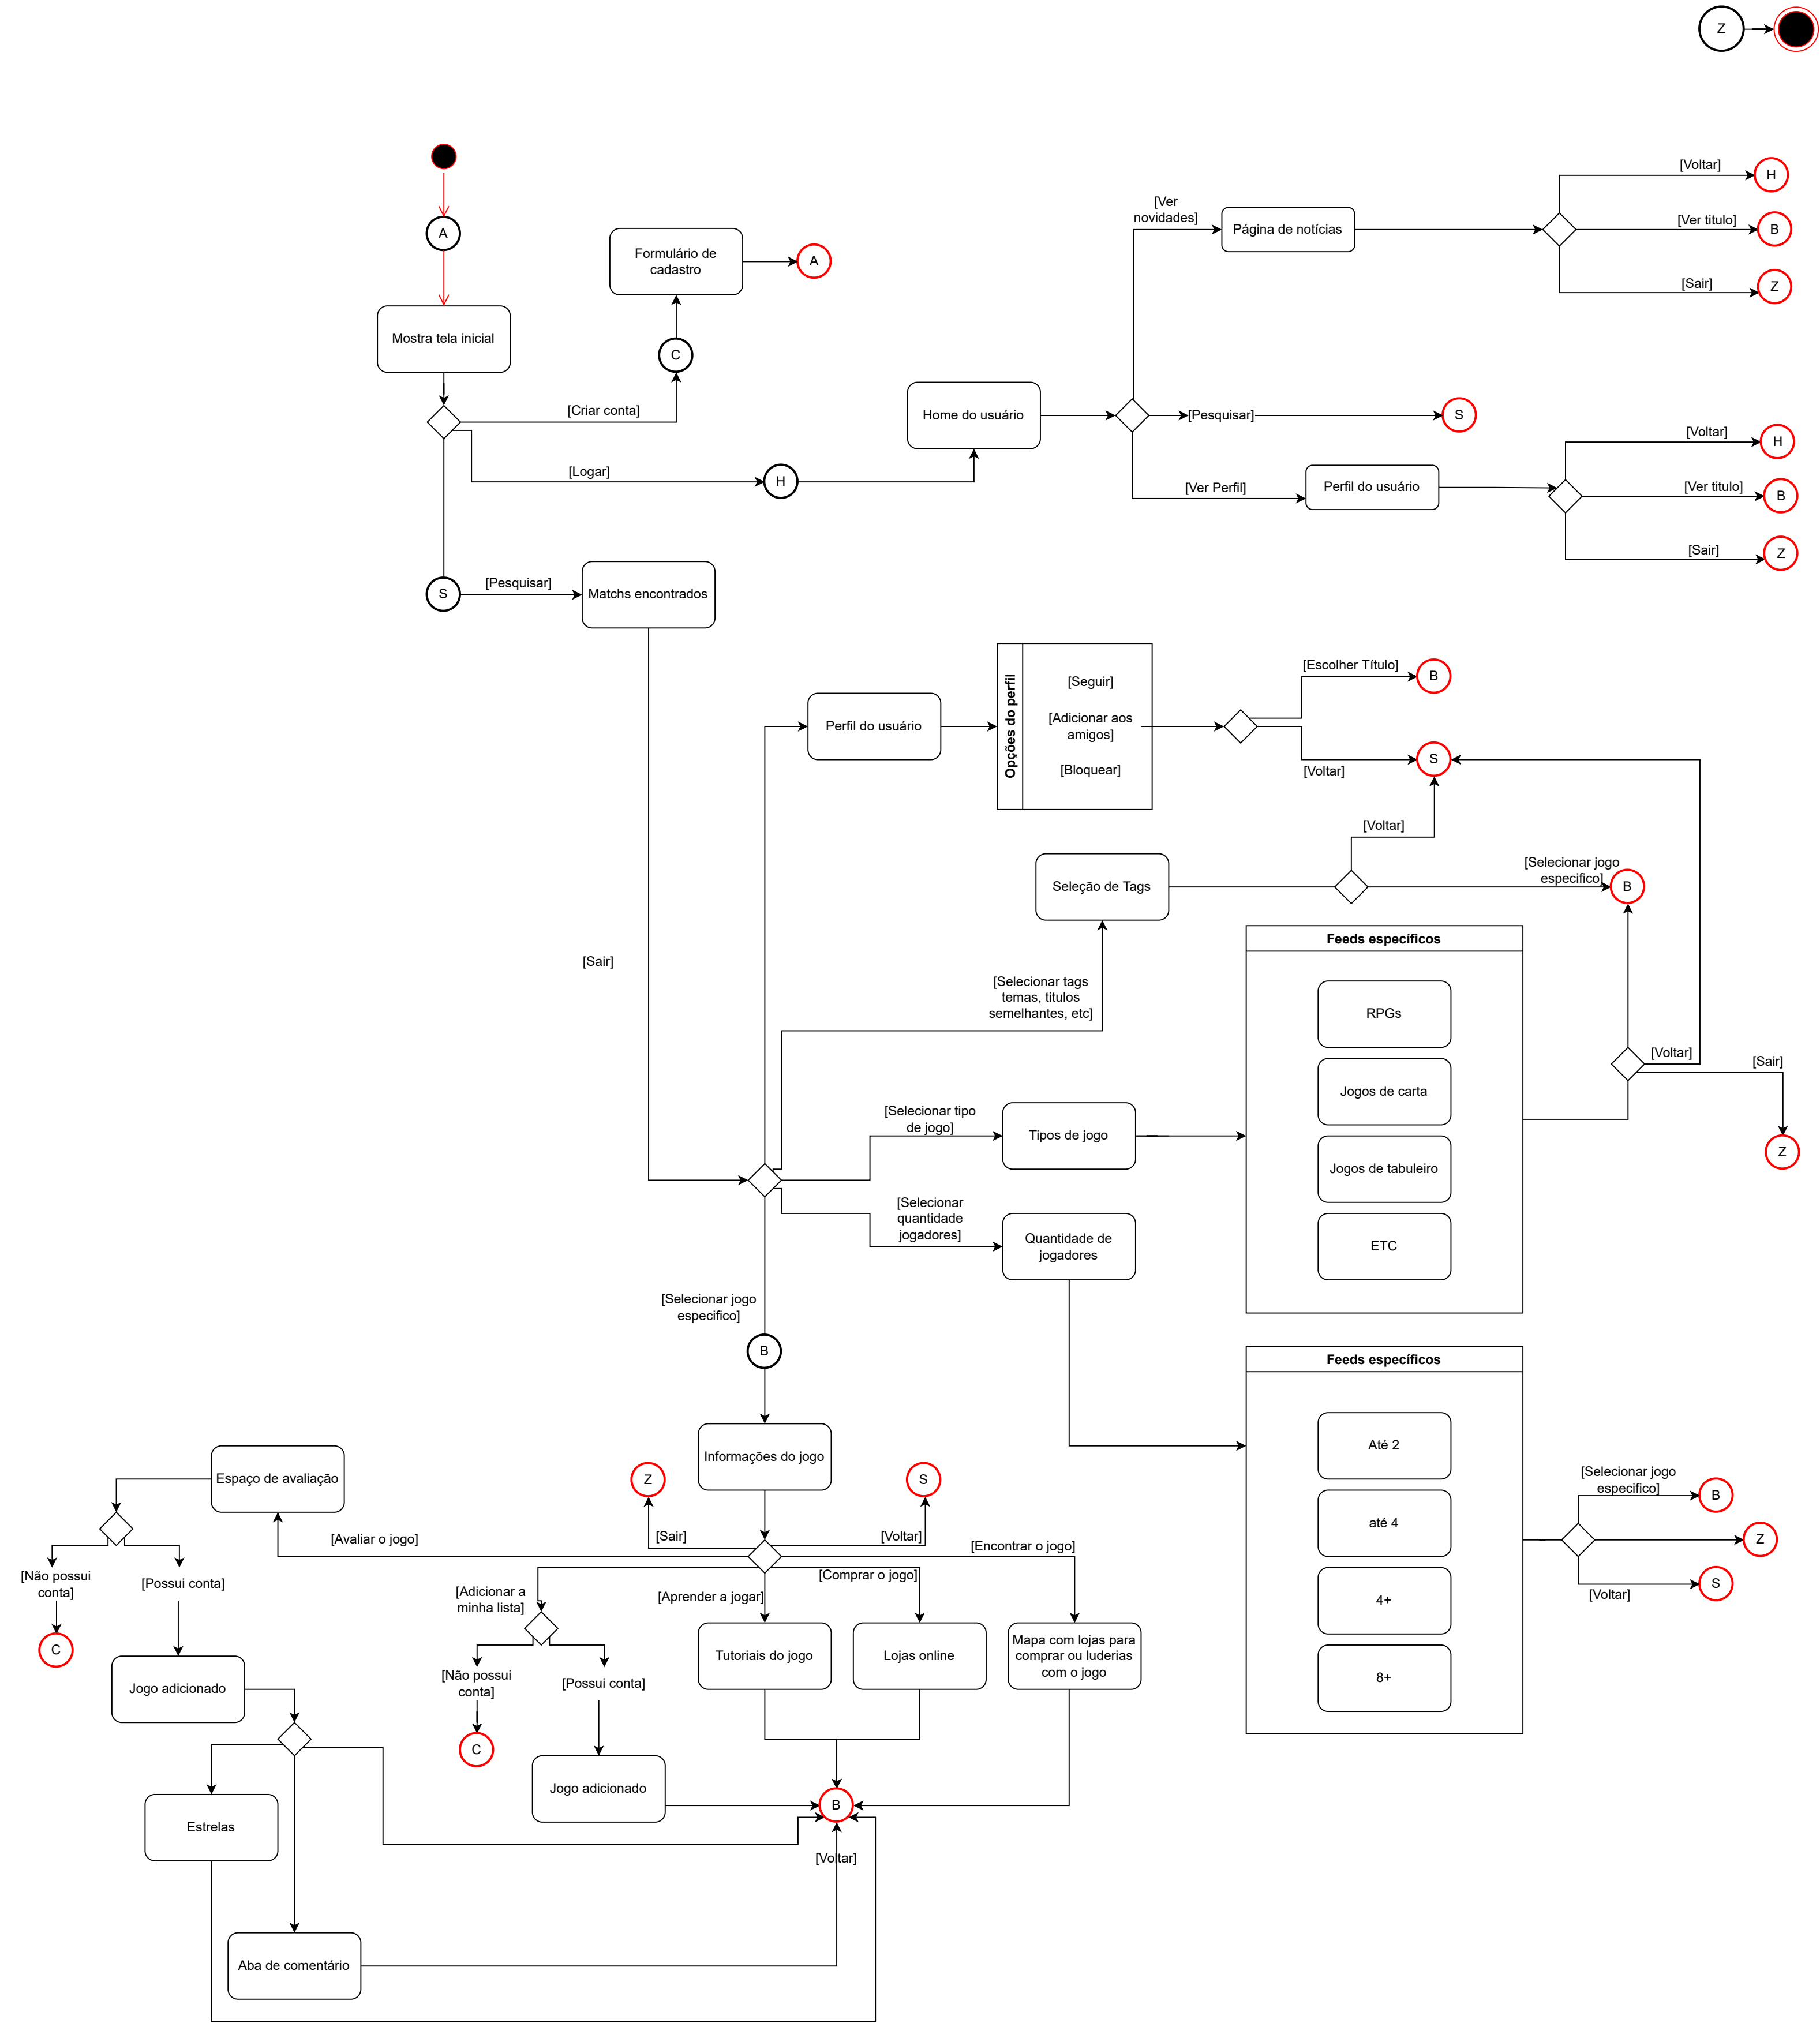 Z
A
Mostra tela inicial
[Criar conta]
C
Formulário de
cadastro
A
[Logar]
H
Home do usuário
[Ver
novidades]
Página de notícias
[Voltar]
H
[Ver titulo]
B
[Sair]
Z
[Pesquisar]
S
[Ver Perfil]
Perfil do usuário
[Voltar]
H
[Ver titulo]
B
[Sair]
Z
S
[Pesquisar]
Matchs encontrados
[Sair]
Perfil do usuário
Opções do perfil
[Seguir]
[Adicionar aos
amigos]
[Bloquear]
[Escolher Título]
B
[Voltar]
S
[Voltar]
Seleção de Tags
[Selecionar jogo
especifico]
B
[Selecionar tags
temas, titulos
semelhantes, etc]
Feeds específicos
RPGs
Jogos de carta
Jogos de tabuleiro
ETC
[Voltar]
[Sair]
Z
[Selecionar tipo
de jogo]
Tipos de jogo
[Selecionar
quantidade
jogadores]
Quantidade de
jogadores
[Selecionar jogo
especifico]
B
Feeds específicos
Até 2
até 4
4+
8+
[Selecionar jogo
especifico]
B
Z
[Voltar]
S
Informações do jogo
Z
[Sair]
S
[Voltar]
[Avaliar o jogo]
Espaço de avaliação
[Não possui
conta]
C
[Possui conta]
Jogo adicionado
Estrelas
Aba de comentário
[Adicionar a
minha lista]
[Não possui
conta]
C
[Possui conta]
Jogo adicionado
[Aprender a jogar]
Tutoriais do jogo
[Comprar o jogo]
Lojas online
[Encontrar o jogo]
Mapa com lojas para
comprar ou luderias
com o jogo
B
[Voltar]